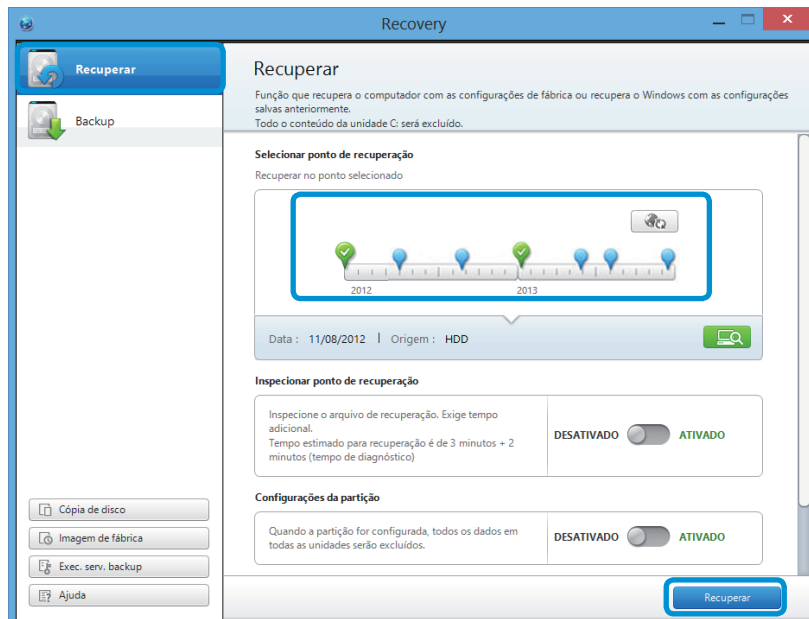 Recovery
Recuperar
Backup
Cópia de disco
Imagem de fábrica
Exec. serv. backup
Ajuda
Recuperar
Função que recupera o computador com as configurações de fábrica ou recupera o Windows com as configurações
salvas anteriormente.
Todo o conteúdo da unidade C: será excluído.
Selecionar ponto de recuperação
Recuperar no ponto selecionado
2012 2013
Data : 11/08/2012 | Origem : HDD
Inspecionar ponto de recuperação
Inspecione o arquivo de recuperação. Exige tempo
adicional.
Tempo estimado para recuperação é de 3 minutos + 2
minutos (tempo de diagnóstico)
DESATIVADO ATIVADO
Configurações da partição
Quando a partição for configurada, todos os dados em
todas as unidades serão excluídos.
DESATIVADO ATIVADO
Recuperar